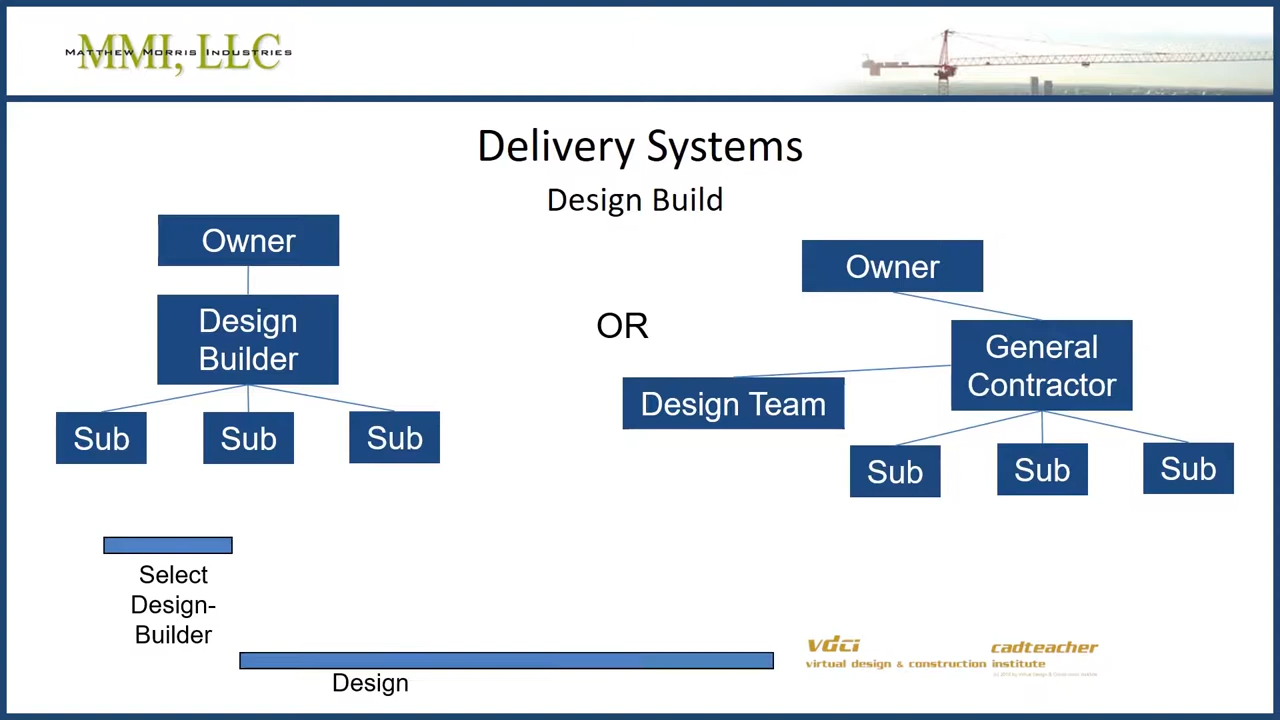 MMI, LLC
MATTHEW MORRIS INDUSTRIES
Delivery Systems
Design Build
Owner
Design
Builder
Sub
Sub
Sub
OR
Owner
General
Contractor
Design Team
Sub
Sub
Sub
Select
Design-
Builder
Design
vdci
virtual design & construction institute
cadteacher